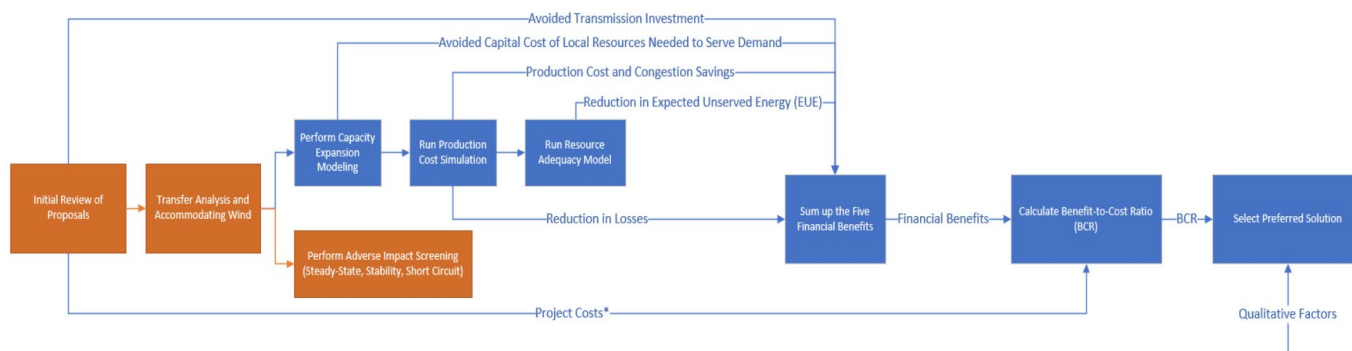 Avoided Transmission Investment
Avoided Capital Cost of Local Resources Needed to Serve Demand
Production Cost and Congestion Savings
Reduction in Expected Unserved Energy (EUE)
Perform Capacity
Expansion
Modeling
Run Production
Cost Simulation
Run Resource
Adequacy Model
Initial Review of
Proposals
Transfer Analysis and
Accommodating Wind
Reduction in Losses
Sum up the Five
Financial Benefits
Financial Benefits
Calculate Benefit-to-Cost Ratio
(BCR)
BCR
Select Preferred Solution
Perform Adverse Impact Screening
(Steady-State, Stability, Short Circuit)
Project Costs*
Qualitative Factors